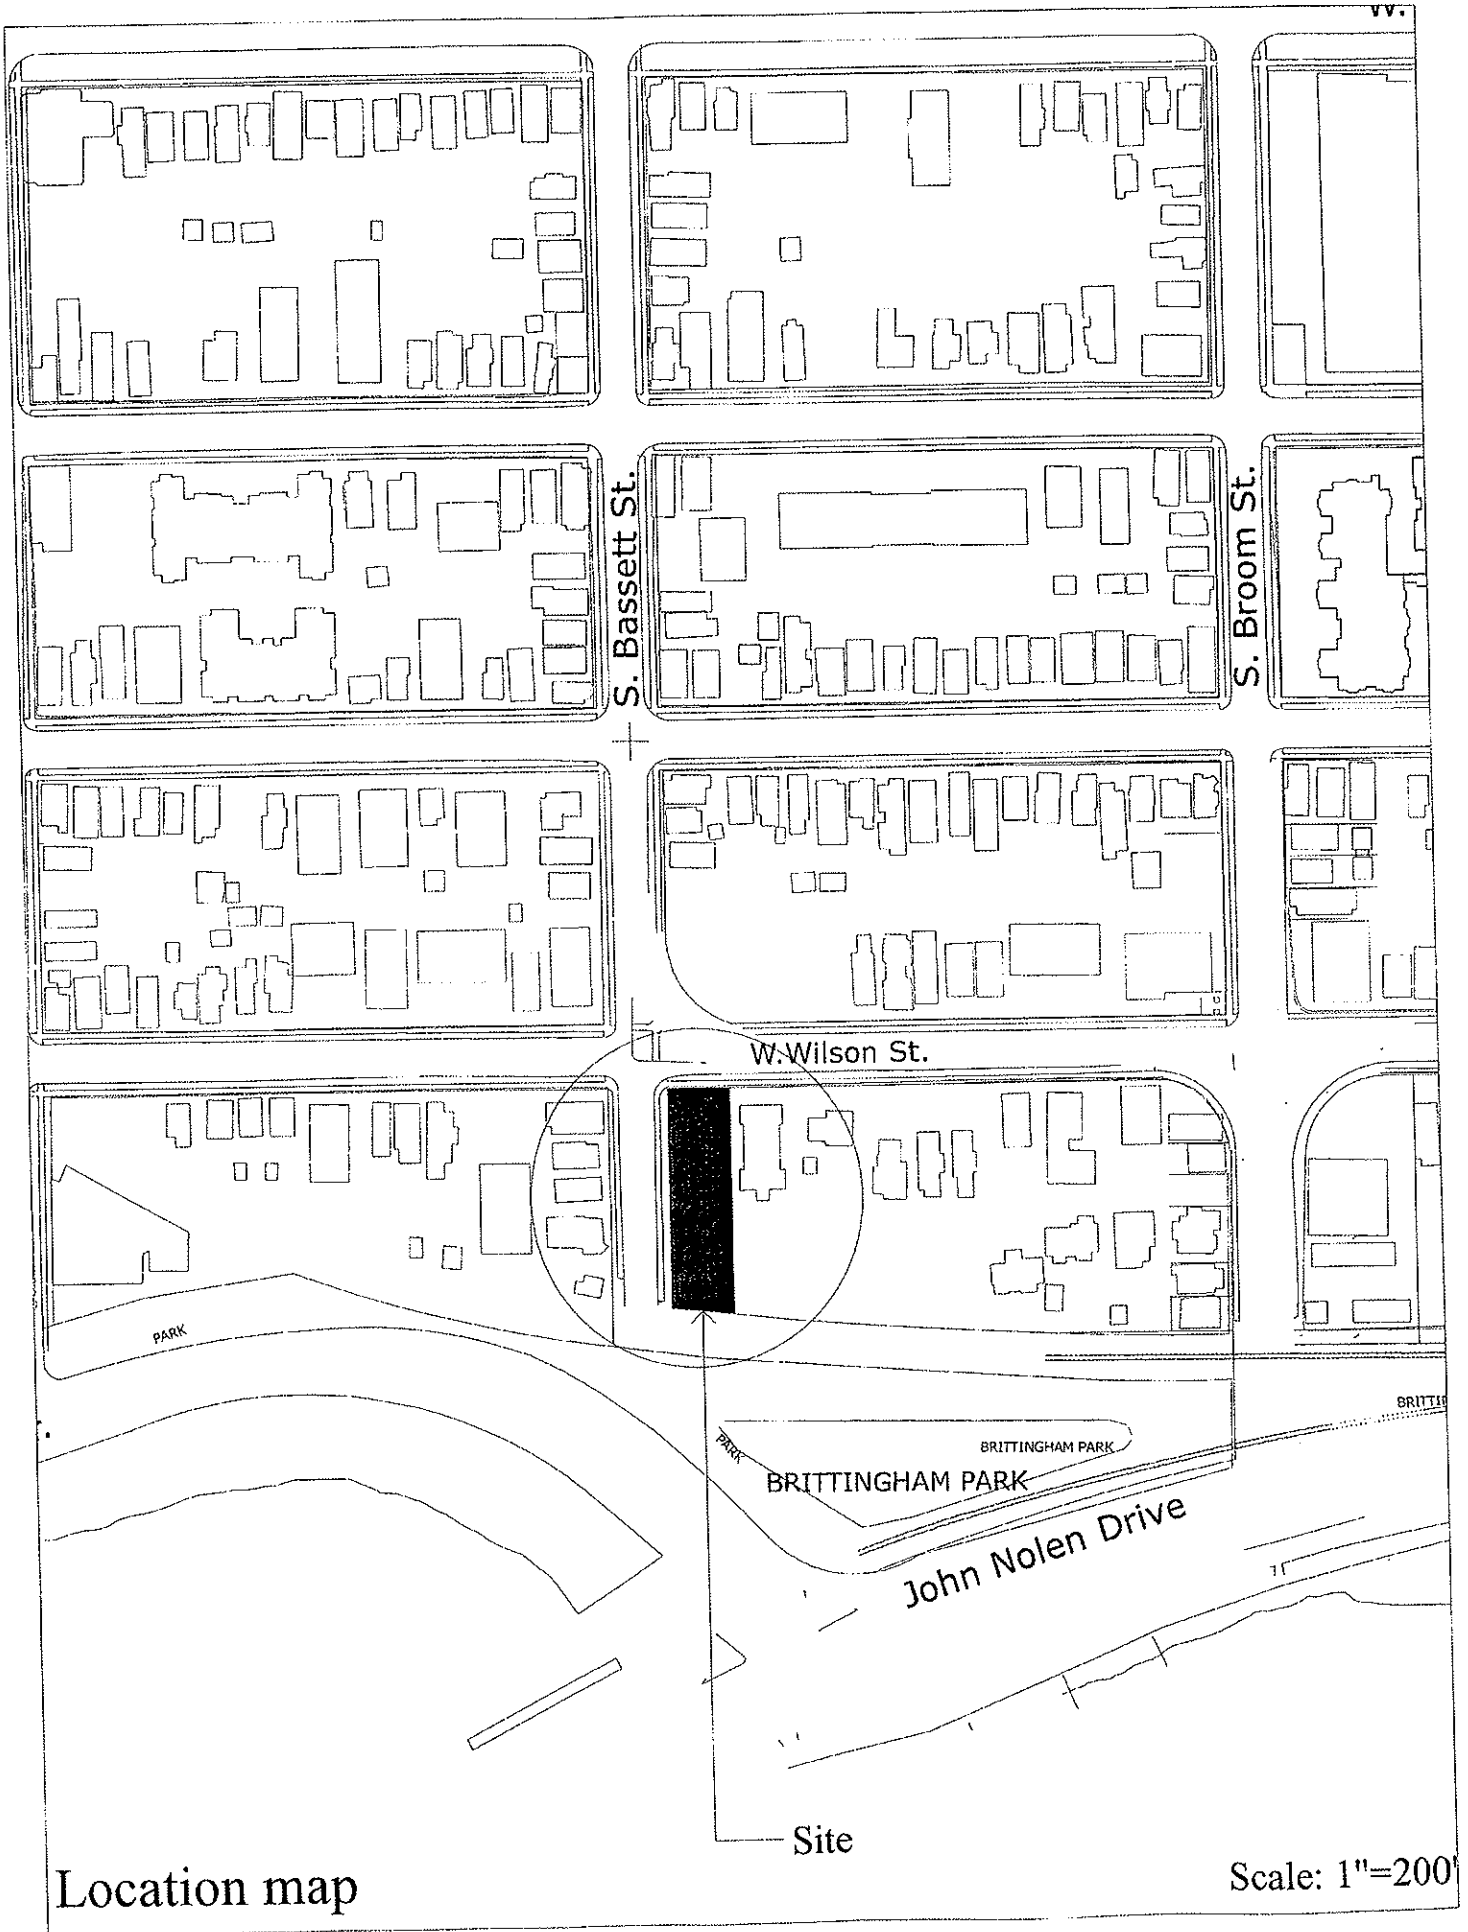 W.
S. Bassett St.
S. Broom St.
W.Wilson St.
PARK
BRITTIN
PARK
BRITTINGHAM PARK
BRITTINGHAM PARK
John Nolen Drive
Site
Location map
Scale: 1"=200'